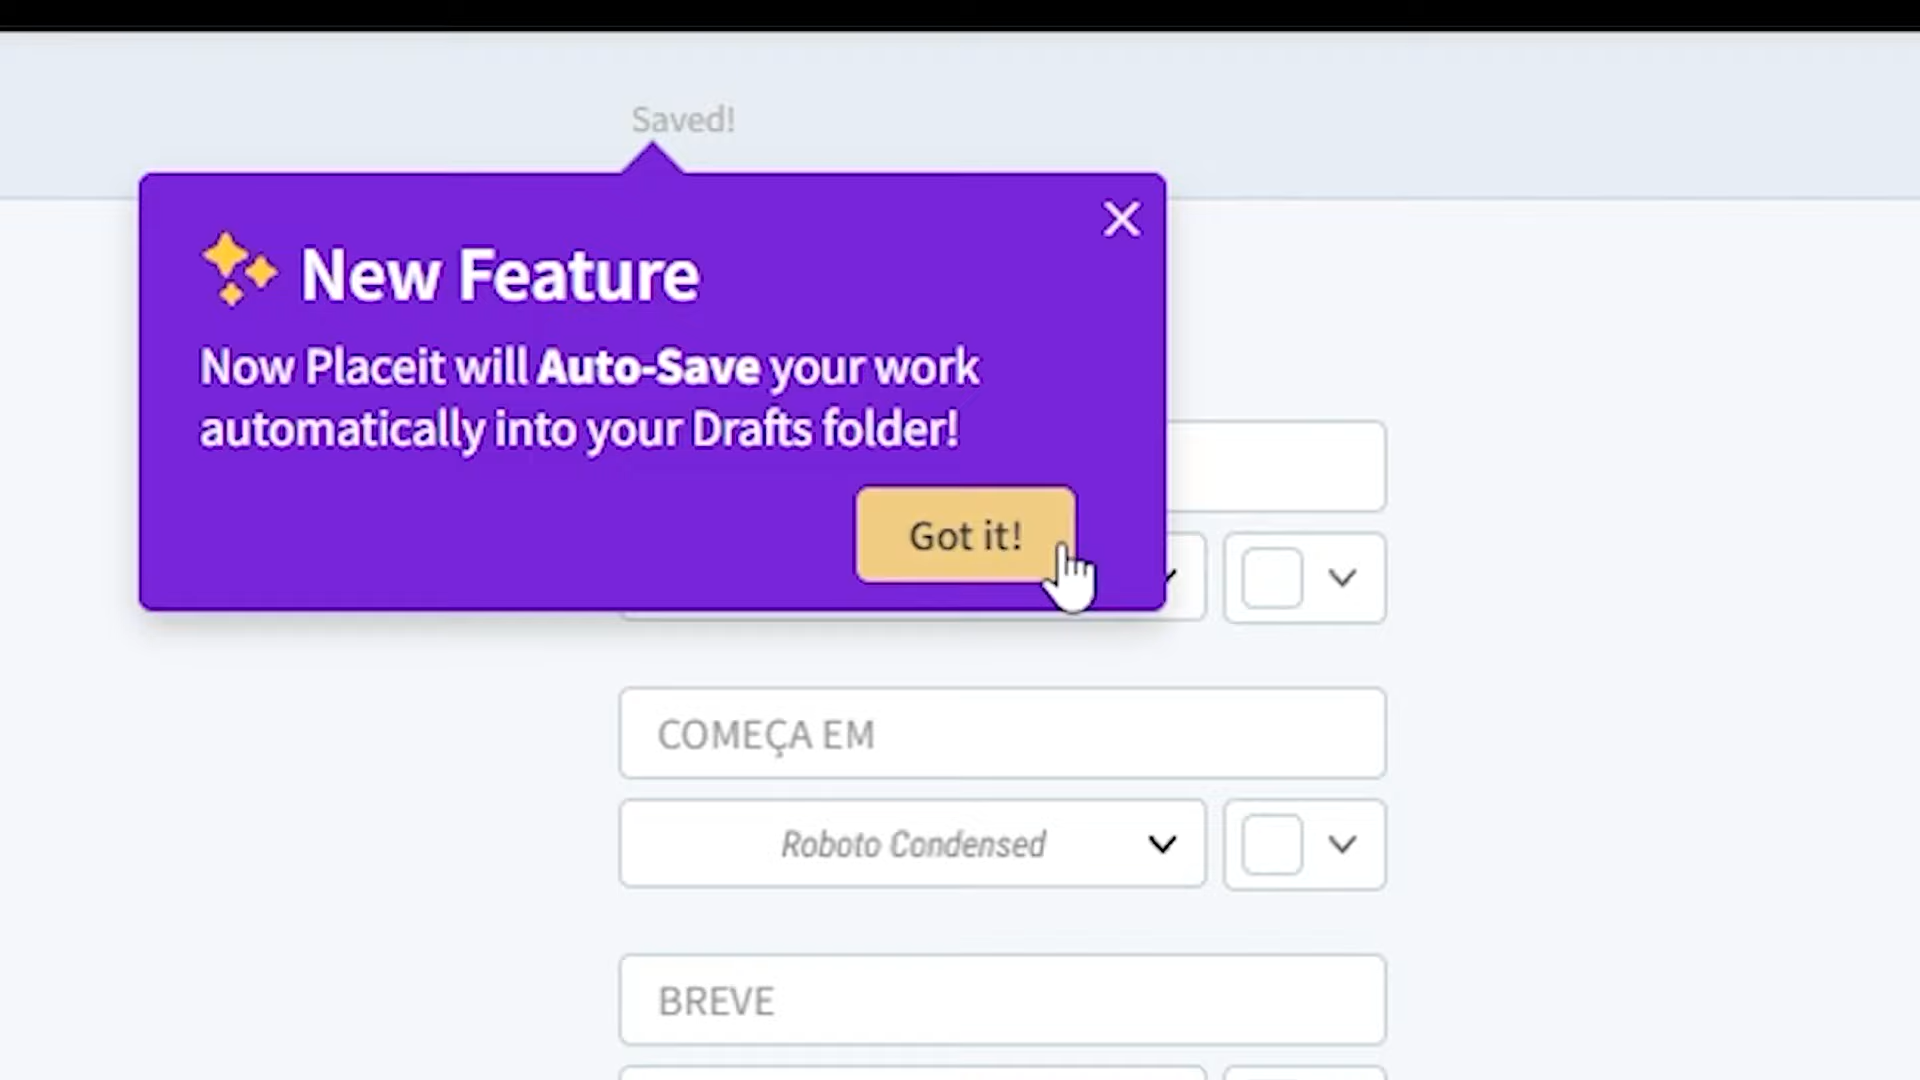 Saved!
New Feature
Now Placeit will Auto-Save your work
automatically into your Drafts folder!
Got it!
COMEÇA EM
Roboto Condensed
BREVE